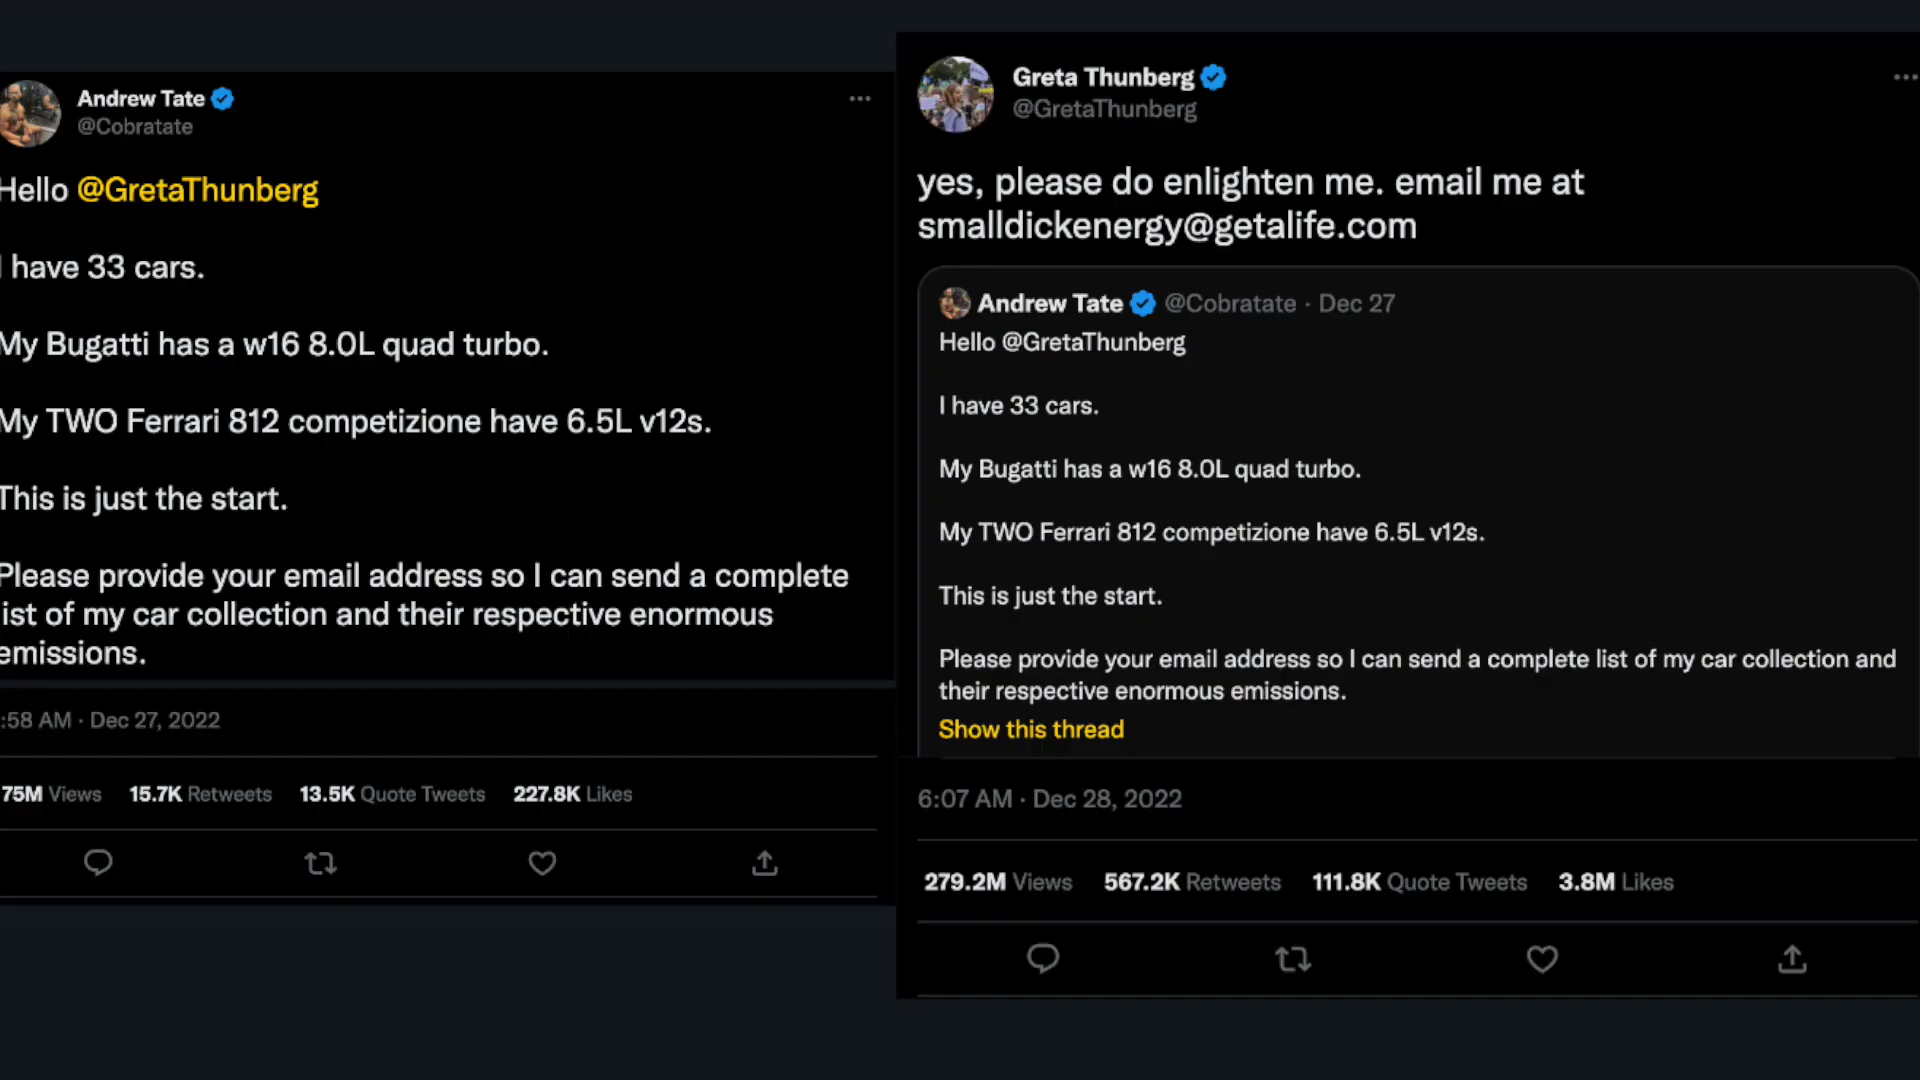 Andrew Tate
@Cobratate
Hello @GretaThunberg
I have 33 cars.
My Bugatti has a w16 8.0L quad turbo.
My TWO Ferrari 812 competizione have 6.5L v12s.
This is just the start.
Please provide your email address so I can send a complete
list of my car collection and their respective enormous
emissions.
:58 AM · Dec 27, 2022
75M Views 15.7K Retweets 13.5K Quote Tweets 227.8K Likes
Greta Thunberg
@GretaThunberg
yes, please do enlighten me. email me at
smalldickenergy@getalife.com
Andrew Tate @Cobratate · Dec 27
Hello @GretaThunberg
I have 33 cars.
My Bugatti has a w16 8.0L quad turbo.
My TWO Ferrari 812 competizione have 6.5L v12s.
This is just the start.
Please provide your email address so I can send a complete list of my car collection and
their respective enormous emissions.
Show this thread
6:07 AM · Dec 28, 2022
279.2M Views 567.2K Retweets 111.8K Quote Tweets 3.8M Likes